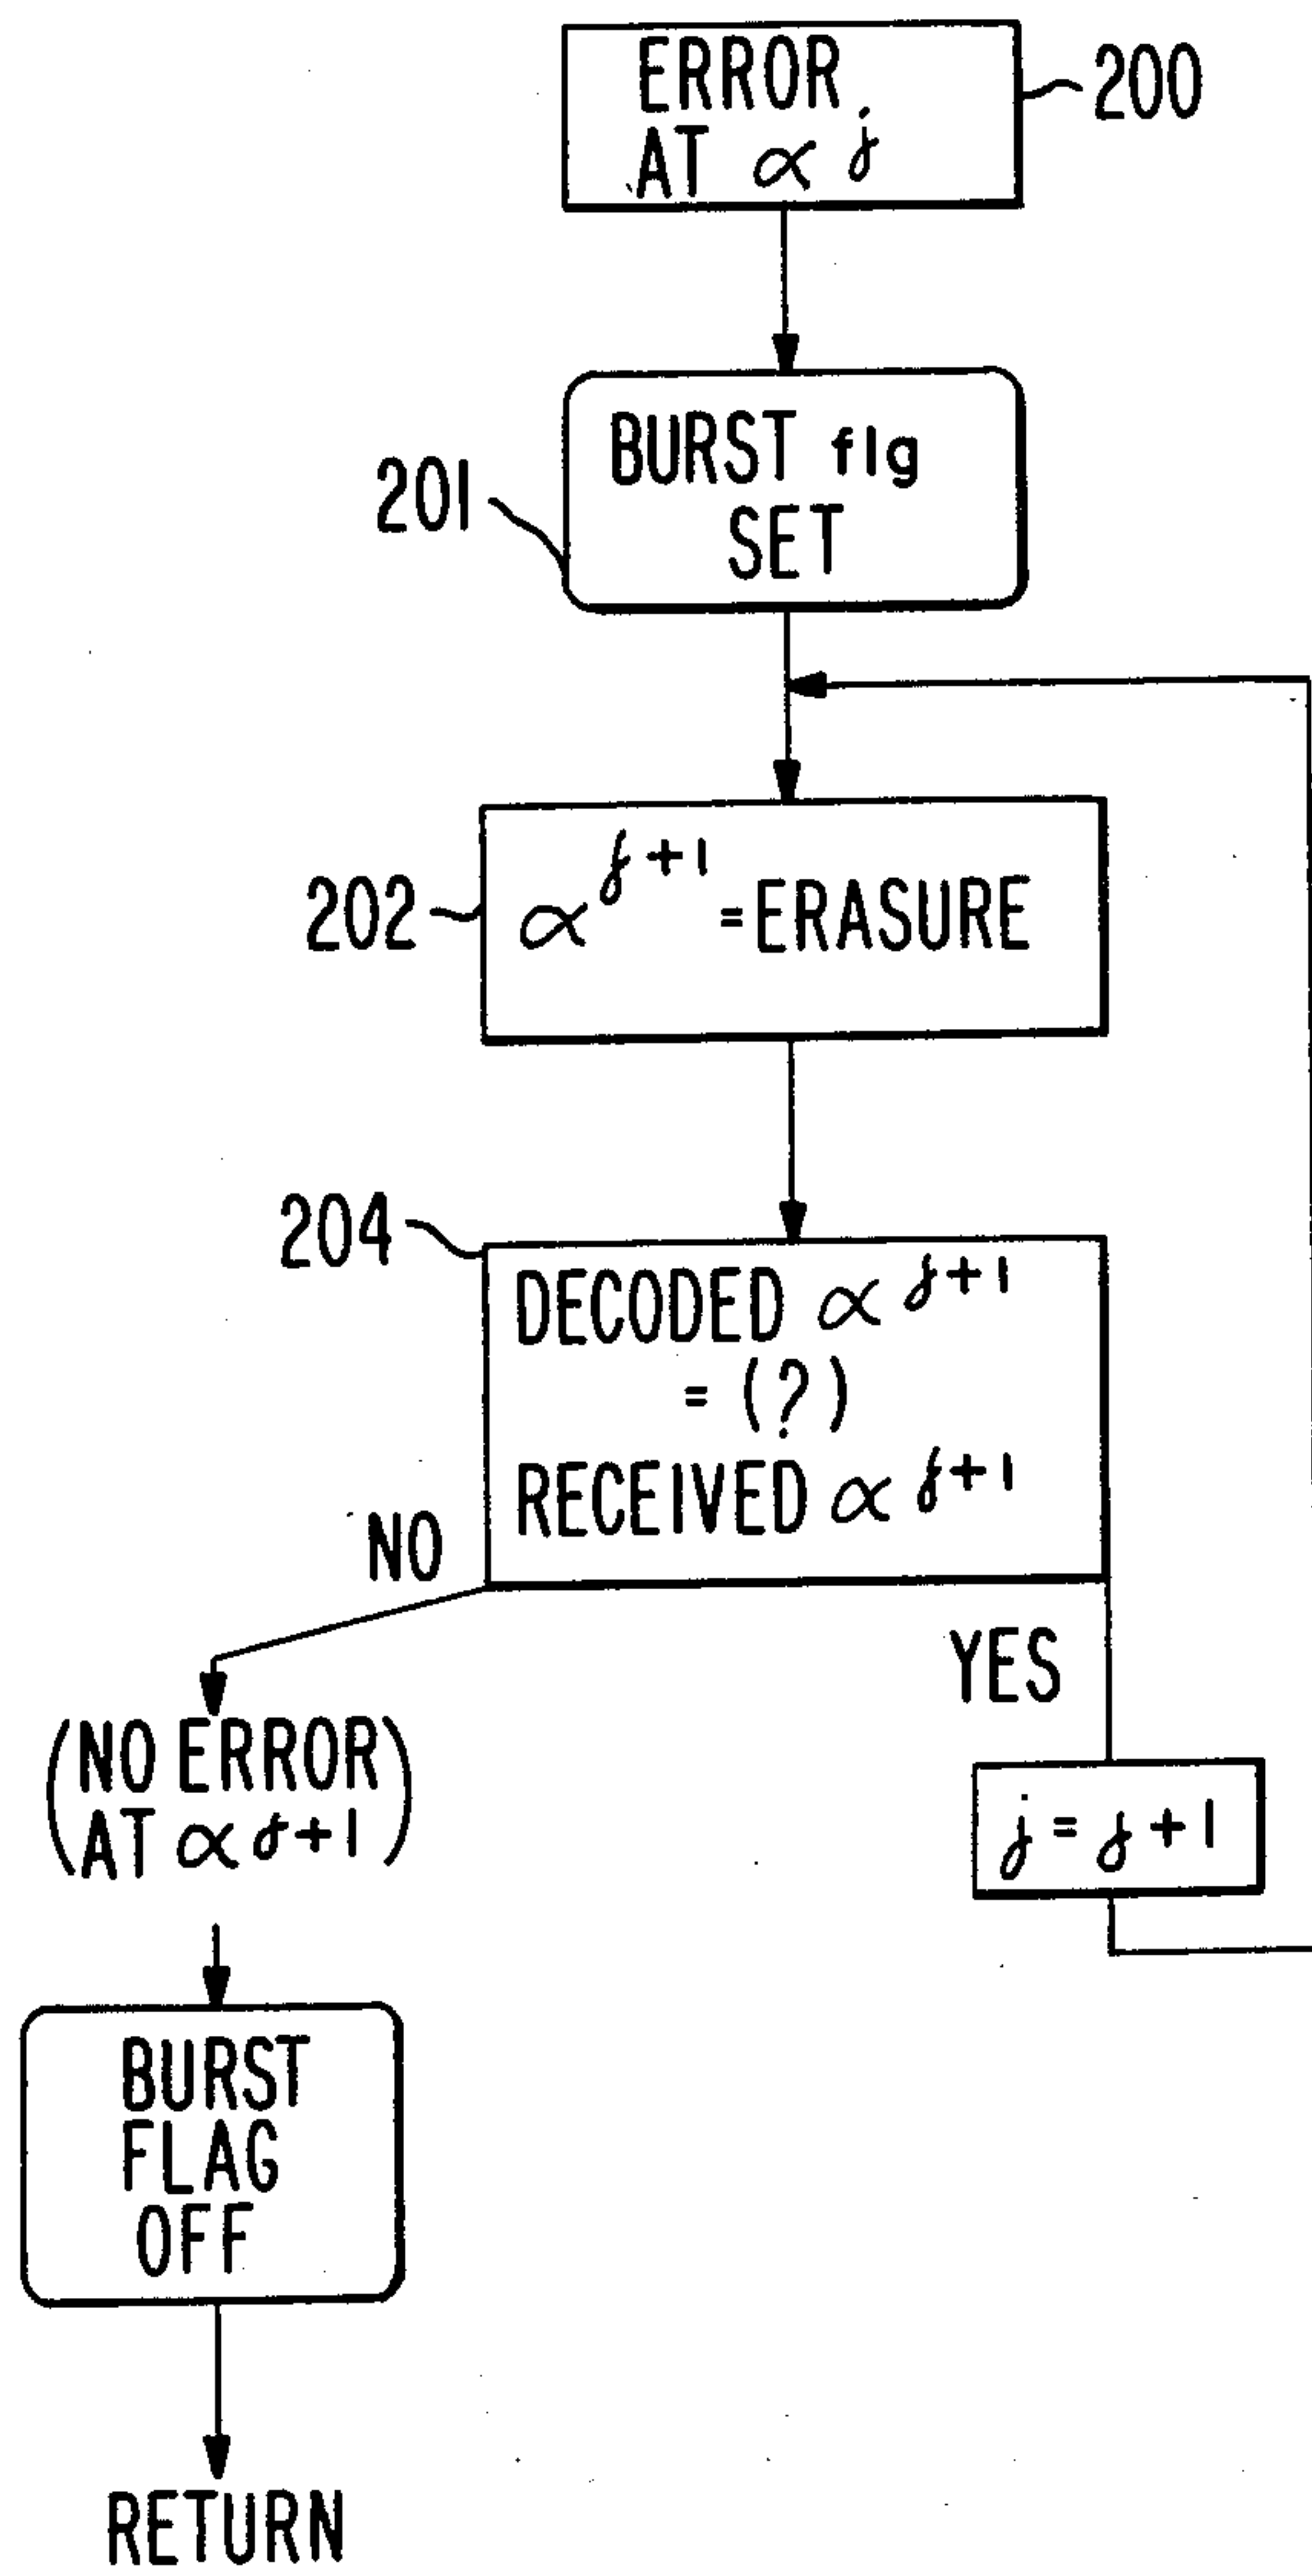 ERROR
AT ∝ j
200
BURST flg
SET
201
∝ j+1 = ERASURE
202
204
DECODED ∝ j+1
= (?)
RECEIVED ∝ j+1
NO
YES
(NO ERROR
AT ∝ j+1)
j = j+1
BURST
FLAG
OFF
RETURN